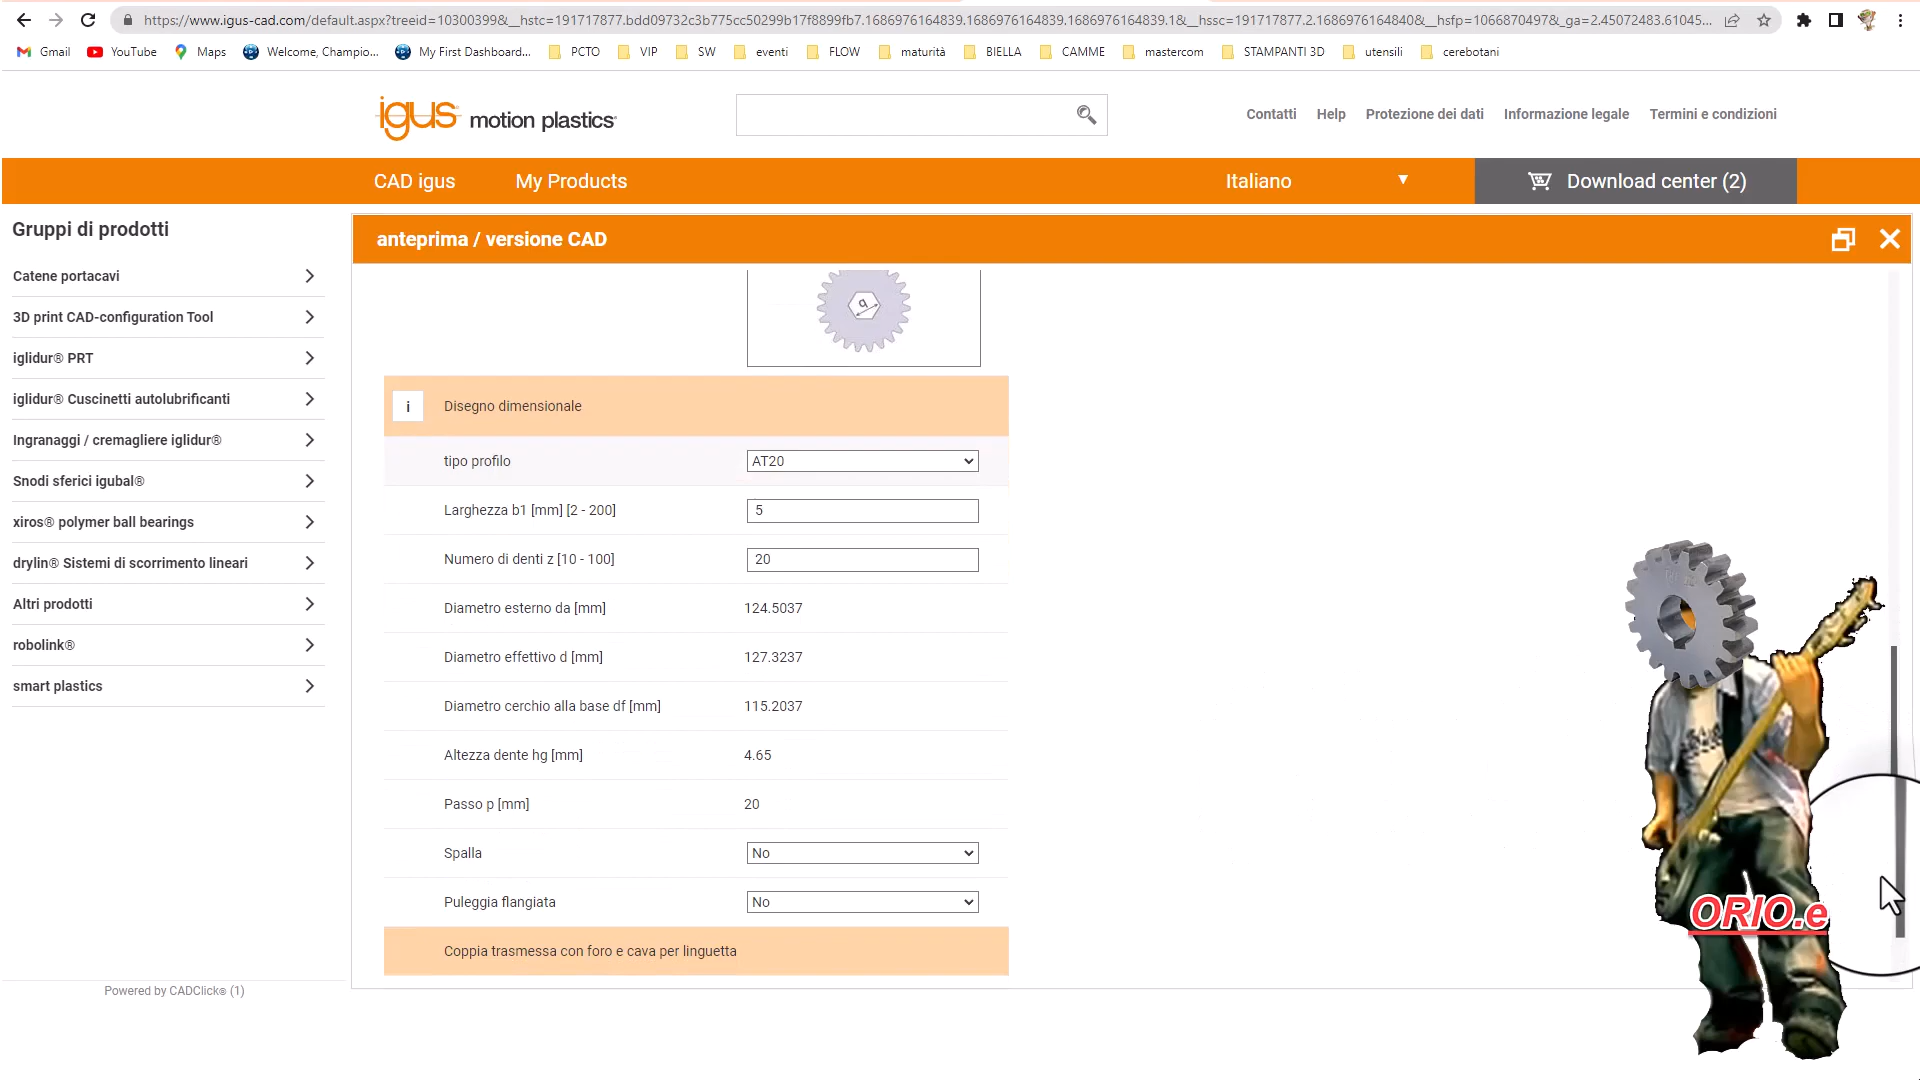 https://www.igus-cad.com/default.aspx?treeid=10300399&__hstc=191717877.bdd09732c3b775cc50299b17f8899fb7.1686976164839.1686976164839.1686976164839.1&__hssc=191717877.2.1686976164840&__hsfp=1066870497&_ga=2.45072483.61045...
Gmail YouTube Maps Welcome, Champio... My First Dashboard... PCTO VIP SW eventi FLOW maturità BIELLA CAMME mastercom STAMPANTI 3D utensili cerebotani
igus® motion plastics®
Contatti Help Protezione dei dati Informazione legale Termini e condizioni
CAD igus My Products Italiano Download center (2)
Gruppi di prodotti
Catene portacavi
3D print CAD-configuration Tool
iglidur® PRT
iglidur® Cuscinetti autolubrificanti
Ingranaggi / cremagliere iglidur®
Snodi sferici igubal®
xiros® polymer ball bearings
drylin® Sistemi di scorrimento lineari
Altri prodotti
robolink®
smart plastics
Powered by CADClick® (1)
anteprima / versione CAD
i Disegno dimensionale
tipo profilo AT20
Larghezza b1 [mm] [2 - 200] 5
Numero di denti z [10 - 100] 20
Diametro esterno da [mm] 124.5037
Diametro effettivo d [mm] 127.3237
Diametro cerchio alla base df [mm] 115.2037
Altezza dente hg [mm] 4.65
Passo p [mm] 20
Spalla No
Puleggia flangiata No
Coppia trasmessa con foro e cava per linguetta
ORIO.e